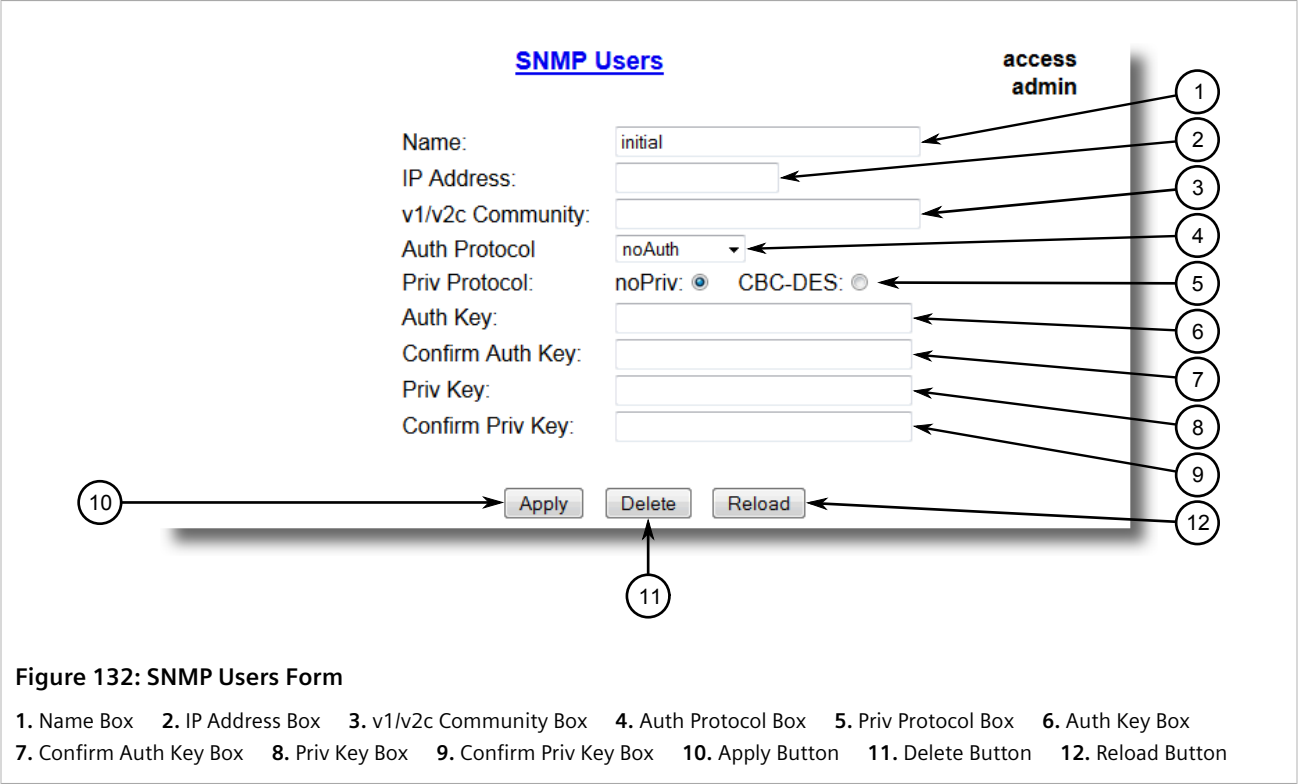 SNMP Users
access
admin
1
Name: initial
2
IP Address:
3
v1/v2c Community:
4
Auth Protocol noAuth
5
Priv Protocol: noPriv: CBC-DES:
6
Auth Key:
7
Confirm Auth Key:
8
Priv Key:
9
Confirm Priv Key:
10
Apply Delete Reload
12
11
Figure 132: SNMP Users Form
1. Name Box 2. IP Address Box 3. v1/v2c Community Box 4. Auth Protocol Box 5. Priv Protocol Box 6. Auth Key Box
7. Confirm Auth Key Box 8. Priv Key Box 9. Confirm Priv Key Box 10. Apply Button 11. Delete Button 12. Reload Button